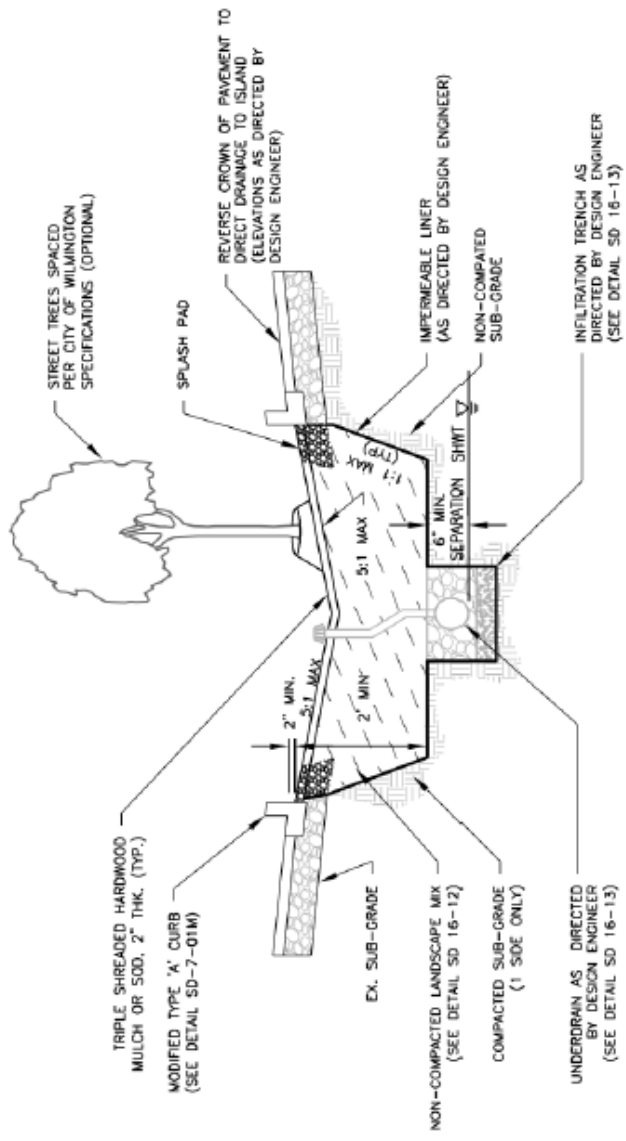 STREET TREES SPACED
PER CITY OF WILMINGTON
SPECIFICATIONS (OPTIONAL)
SPLASH PAD
REVERSE CROWN OF PAVEMENT TO
DIRECT DRAINAGE TO ISLAND
(ELEVATIONS AS DIRECTED BY
DESIGN ENGINEER)
TRIPLE SHREADED HARDWOOD
MULCH OR SOD, 2" THK. (TYP.)
MODIFIED TYPE 'A' CURB
(SEE DETAIL SD-7-01M)
2" MIN.
5:1 MAX
2' MIN
5:1 MAX
1:1 MAX
(TYP)
EX. SUB-GRADE
NON-COMPACTED LANDSCAPE MIX
(SEE DETAIL SD 16-12)
COMPACTED SUB-GRADE
(1 SIDE ONLY)
UNDERDRAIN AS DIRECTED
BY DESIGN ENGINEER
(SEE DETAIL SD 16-13)
6" MIN.
SEPARATION
SHWT
IMPERMEABLE LINER
(AS DIRECTED BY DESIGN ENGINEER)
NON-COMPATED
SUB-GRADE
INFILTRATION TRENCH AS
DIRECTED BY DESIGN ENGINEER
(SEE DETAIL SD 16-13)